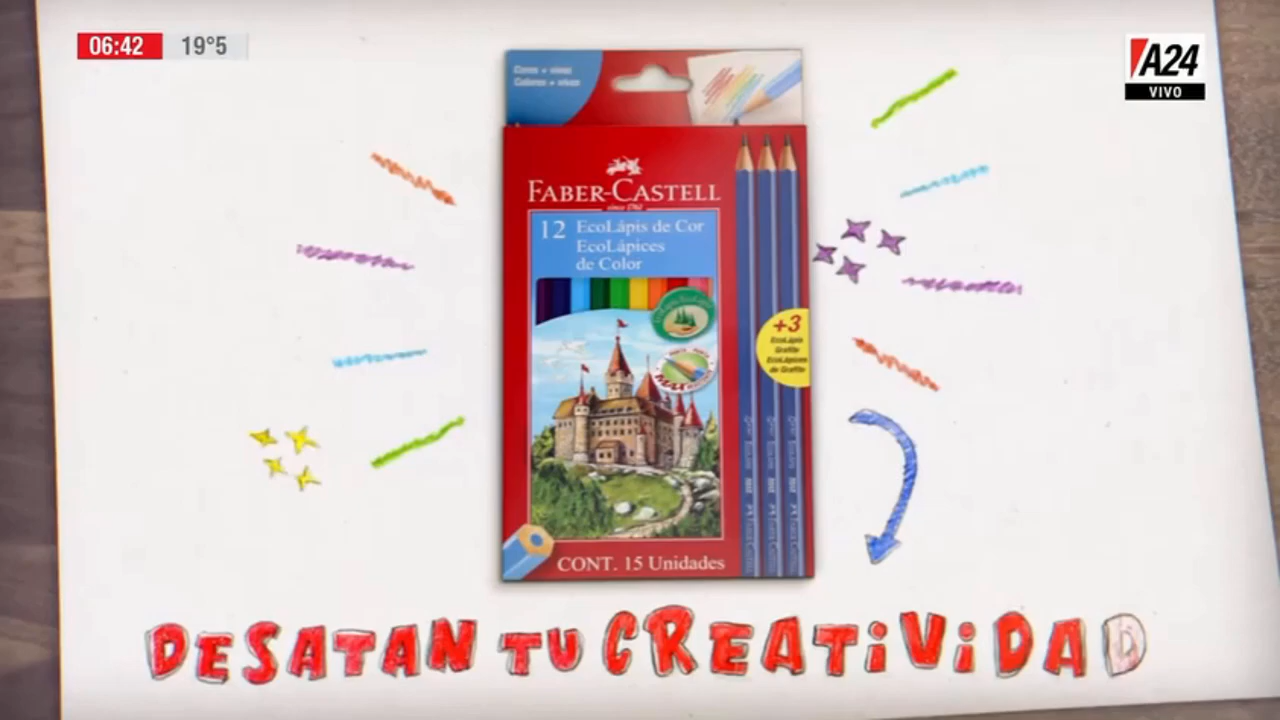 06:42 19°5
A24
VIVO
Cores + vivas
Colores + vivos
FABER-CASTELL
since 1761
12 EcoLápis de Cor
EcoLápices
de Color
+3
EcoLápis
Grafite
EcoLápices
de Grafito
MAX
CONT. 15 Unidades
DESATAN TU CREATiViDAD